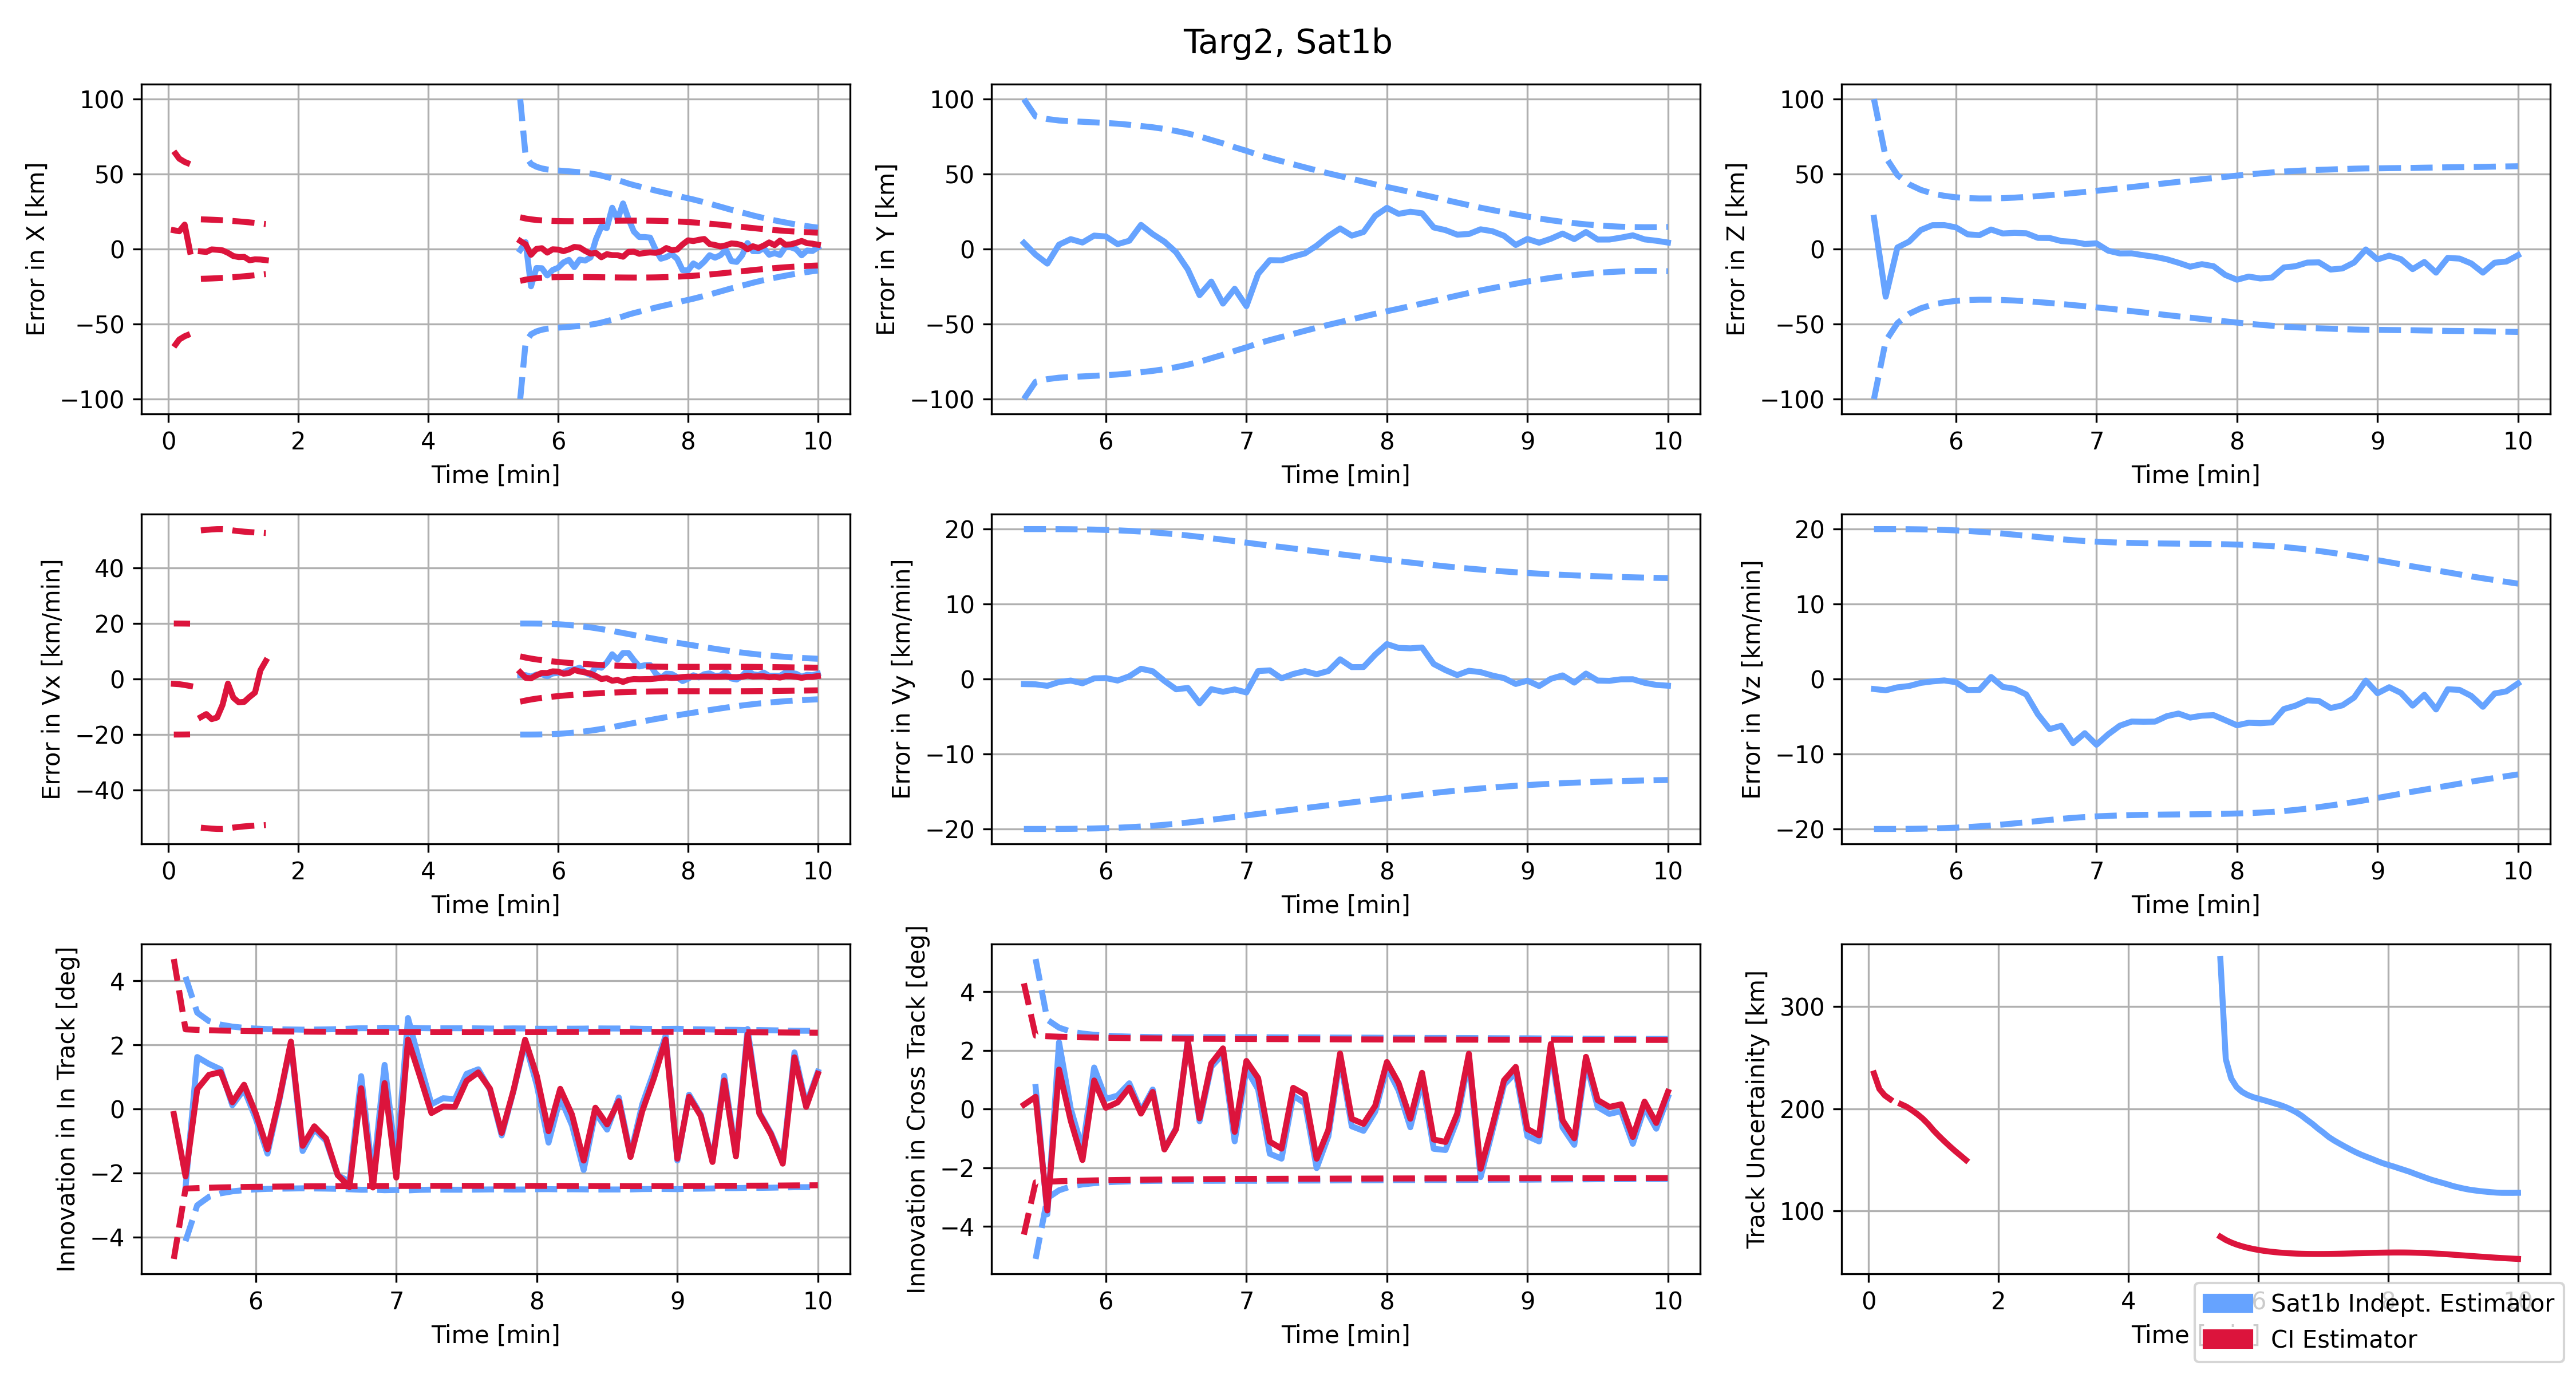 Targ2, Sat1b
Error in X [km]
100
50
0
−50
−100
0 2 4 6 8 10
Time [min]
Error in Y [km]
100
50
0
−50
−100
6 7 8 9 10
Time [min]
Error in Z [km]
100
50
0
−50
−100
6 7 8 9 10
Time [min]
Error in Vx [km/min]
40
20
0
−20
−40
0 2 4 6 8 10
Time [min]
Error in Vy [km/min]
20
10
0
−10
−20
6 7 8 9 10
Time [min]
Error in Vz [km/min]
20
10
0
−10
−20
6 7 8 9 10
Time [min]
Innovation in In Track [deg]
4
2
0
−2
−4
6 7 8 9 10
Time [min]
Innovation in Cross Track [deg]
4
2
0
−2
−4
6 7 8 9 10
Time [min]
Track Uncertainity [km]
300
200
100
0 2 4 6 8 10
Time
Sat1b Indept. Estimator
CI Estimator